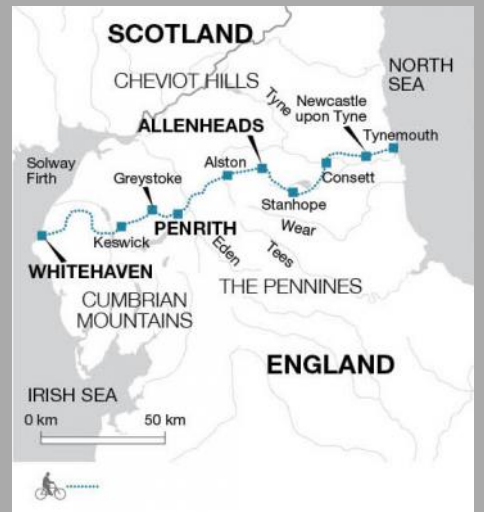 SCOTLAND
NORTH
SEA
CHEVIOT HILLS
Tyne
Newcastle
upon Tyne
Tynemouth
ALLENHEADS
Solway
Firth
Alston
Greystoke
Consett
Stanhope
Keswick
PENRITH
Wear
Eden
Tees
WHITEHAVEN
THE PENNINES
CUMBRIAN
MOUNTAINS
ENGLAND
IRISH SEA
0 km
50 km